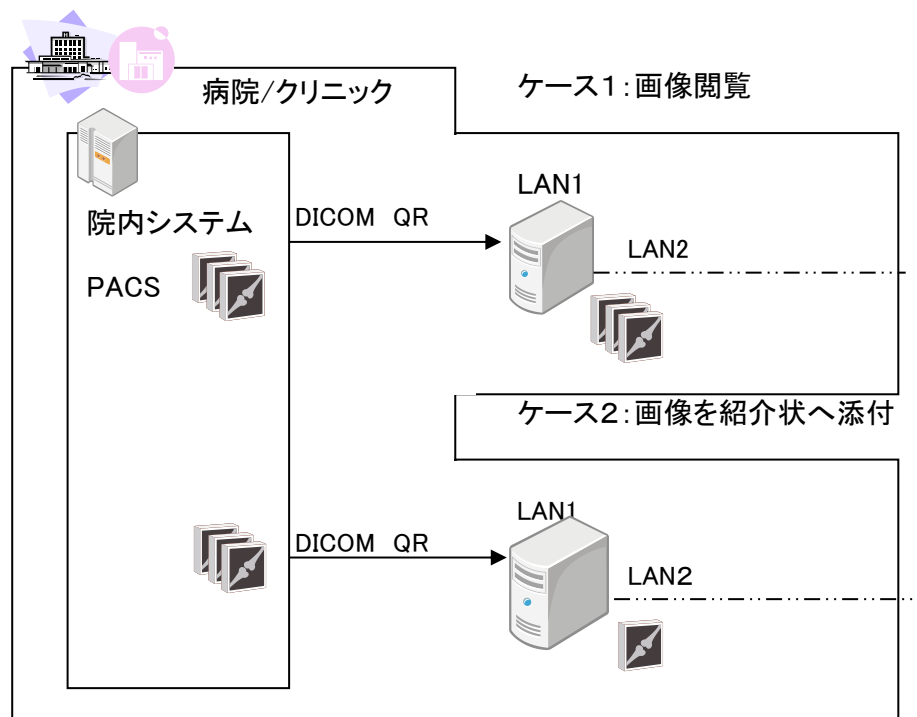 病院/クリニック
ケース１：画像閲覧
院内システム
PACS
DICOM　QR
LAN1
LAN2
ケース２：画像を紹介状へ添付
DICOM　QR
LAN1
LAN２